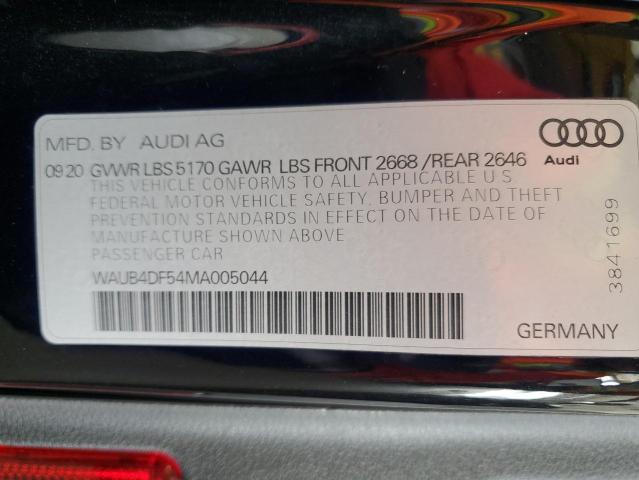 MFD. BY AUDI AG
09 20 GVWR LBS 5170 GAWR LBS FRONT 2668 /REAR 2646
Audi
THIS VEHICLE CONFORMS TO ALL APPLICABLE U S
FEDERAL MOTOR VEHICLE SAFETY, BUMPER AND THEFT
PREVENTION STANDARDS IN EFFECT ON THE DATE OF
MANUFACTURE SHOWN ABOVE.
PASSENGER CAR
WAUB4DF54MA005044
GERMANY
3841699